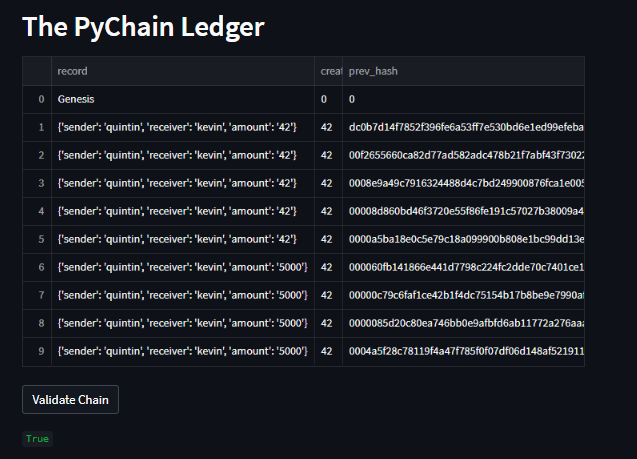 The PyChain Ledger
record creat prev_hash
0 Genesis 0 0
1 {'sender': 'quintin', 'receiver': 'kevin', 'amount': '42'} 42 dc0b7d14f7852f396fe6a53ff7e530bd6e1ed99efeba
2 {'sender': 'quintin', 'receiver': 'kevin', 'amount': '42'} 42 00f2655660ca82d77ad582adc478b21f7abf43f73022
3 {'sender': 'quintin', 'receiver': 'kevin', 'amount': '42'} 42 0008e9a49c7916324488d4c7bd249900876fca1e005
4 {'sender': 'quintin', 'receiver': 'kevin', 'amount': '42'} 42 00008d860bd46f3720e55f86fe191c57027b38009a4
5 {'sender': 'quintin', 'receiver': 'kevin', 'amount': '42'} 42 0000a5ba18e0c5e79c18a099900b808e1bc99dd13e
6 {'sender': 'quintin', 'receiver': 'kevin', 'amount': '5000'} 42 000060fb141866e441d7798c224fc2dde70c7401ce1
7 {'sender': 'quintin', 'receiver': 'kevin', 'amount': '5000'} 42 00000c79c6faf1ce42b1f4dc75154b17b8be9e7990af
8 {'sender': 'quintin', 'receiver': 'kevin', 'amount': '5000'} 42 0000085d20c80ea746bb0e9afbfd6ab11772a276aaa
9 {'sender': 'quintin', 'receiver': 'kevin', 'amount': '5000'} 42 0004a5f28c78119f4a47f785f0f07df06d148af521911
Validate Chain
True